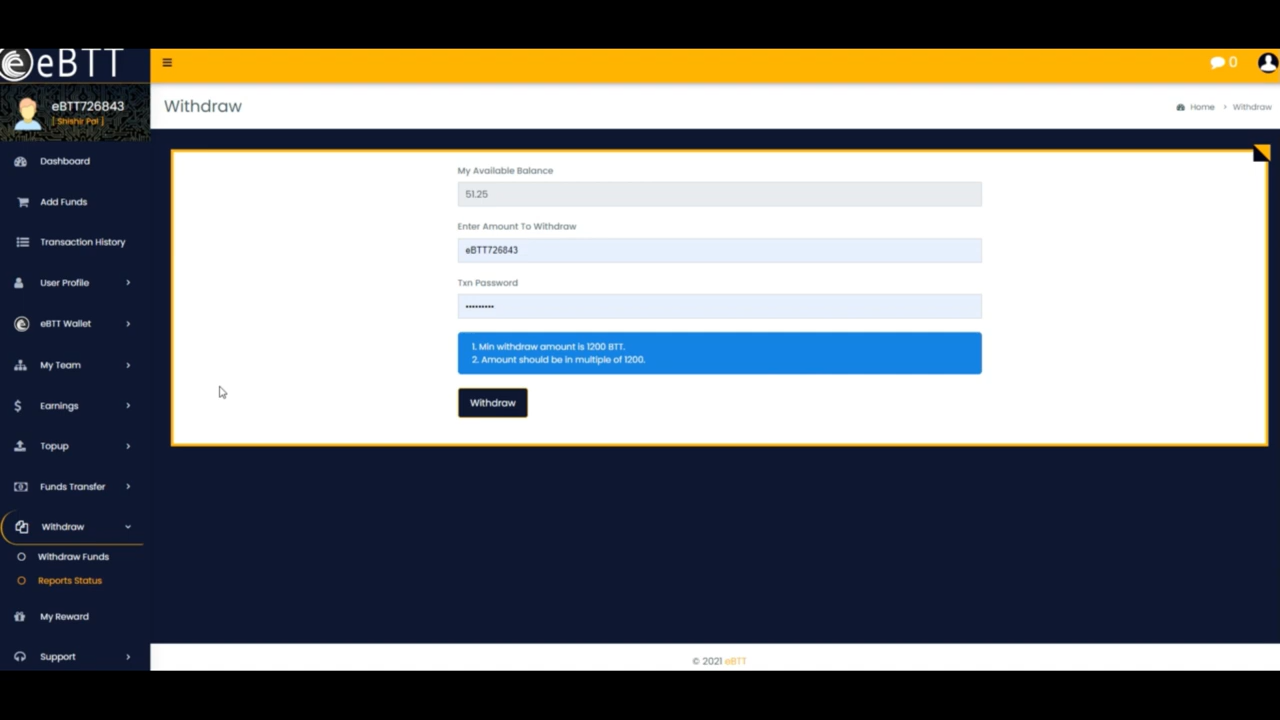 eBTT
0
eBTT726843
[ Shishir Pal ]
Withdraw
Home > Withdraw
Dashboard
Add Funds
Transaction History
User Profile
eBTT Wallet
My Team
Earnings
Topup
Funds Transfer
Withdraw
Withdraw Funds
Reports Status
My Reward
Support
My Available Balance
51.25
Enter Amount To Withdraw
eBTT726843
Txn Password
•••••••••
1. Min withdraw amount is 1200 BTT.
2. Amount should be in multiple of 1200.
Withdraw
© 2021 eBTT